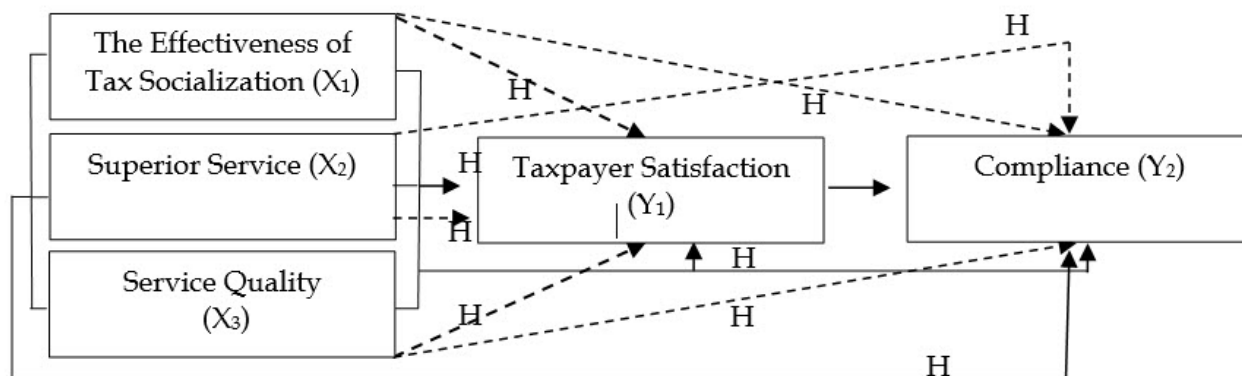 The Effectiveness of
Tax Socialization (X₁)
Superior Service (X₂)
Service Quality
(X₃)
Taxpayer Satisfaction
(Y₁)
Compliance (Y₂)
H
H
H
H
H
H
H
H
H